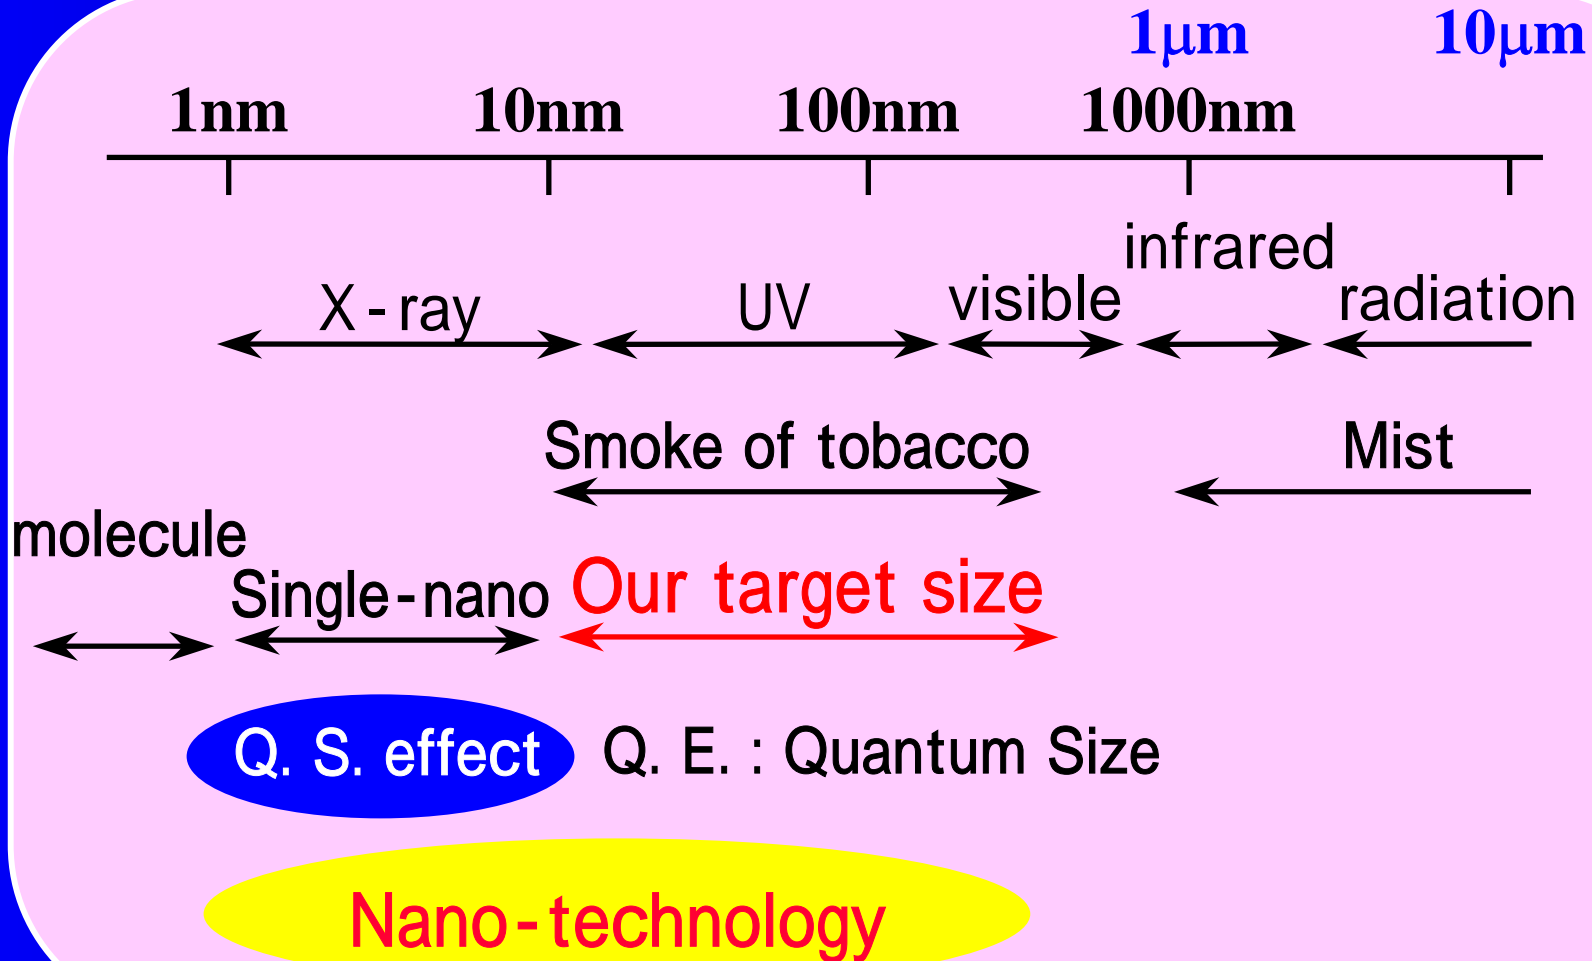 1μm 10μm
1nm 10nm 100nm 1000nm
infrared
X-ray UV visible radiation
Smoke of tobacco Mist
molecule
Single-nano Our target size
Q. S. effect Q. E. : Quantum Size
Nano-technology